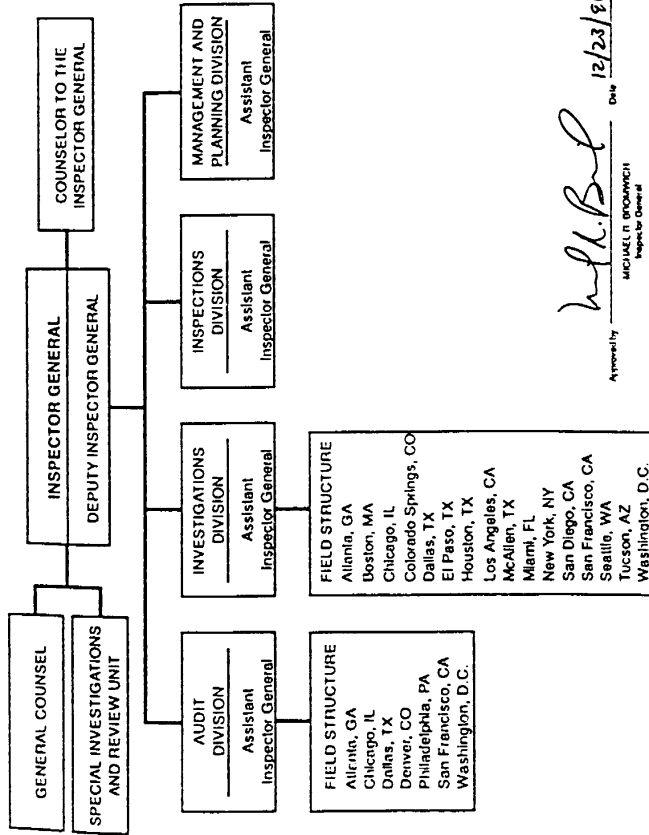 COUNSELOR TO THE
INSPECTOR GENERAL
INSPECTOR GENERAL
DEPUTY INSPECTOR GENERAL
GENERAL COUNSEL
SPECIAL INVESTIGATIONS
AND REVIEW UNIT
AUDIT
DIVISION
Assistant
Inspector General
INVESTIGATIONS
DIVISION
Assistant
Inspector General
INSPECTIONS
DIVISION
Assistant
Inspector General
MANAGEMENT AND
PLANNING DIVISION
Assistant
Inspector General
FIELD STRUCTURE
Atlanta, GA
Chicago, IL
Dallas, TX
Denver, CO
Philadelphia, PA
San Francisco, CA
Washington, D.C.
FIELD STRUCTURE
Atlanta, GA
Boston, MA
Chicago, IL
Colorado Springs, CO
Dallas, TX
El Paso, TX
Houston, TX
Los Angeles, CA
McAllen, TX
Miami, FL
New York, NY
San Diego, CA
San Francisco, CA
Seattle, WA
Tucson, AZ
Washington, D.C.
Approved by
MICHAEL R. BROMWICH
Inspector General
Date 12/23/